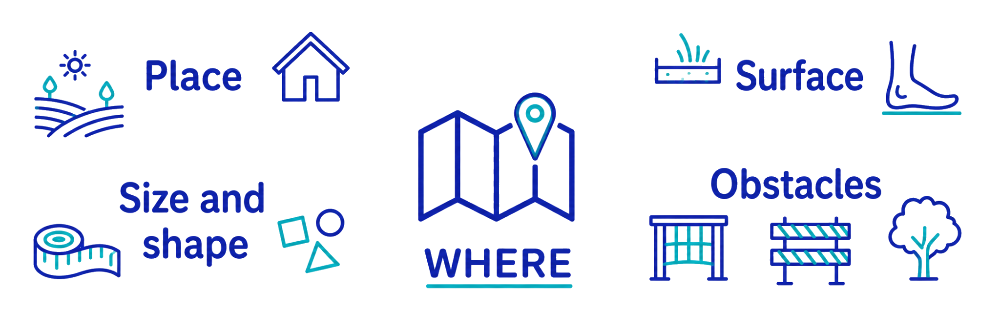 Place
Size and
shape
WHERE
Surface
Obstacles